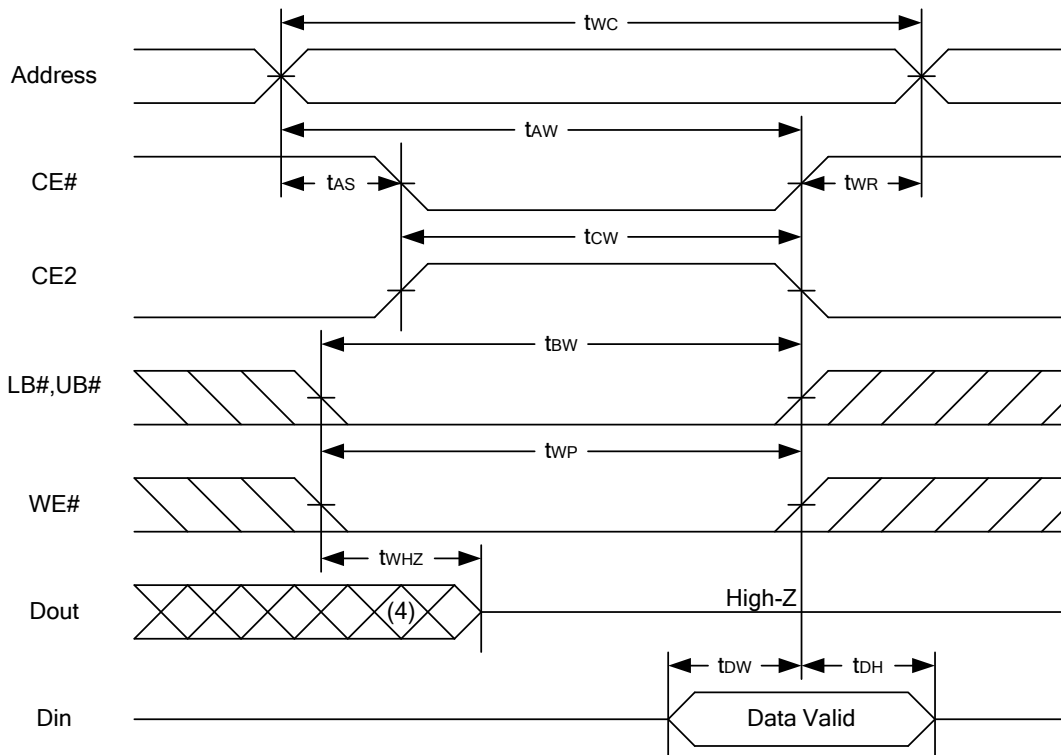 tWC
Address
tAW
CE#
tAS
tWR
tCW
CE2
tBW
LB#,UB#
tWP
WE#
tWHZ
Dout
(4)
High-Z
tDW
tDH
Din
Data Valid